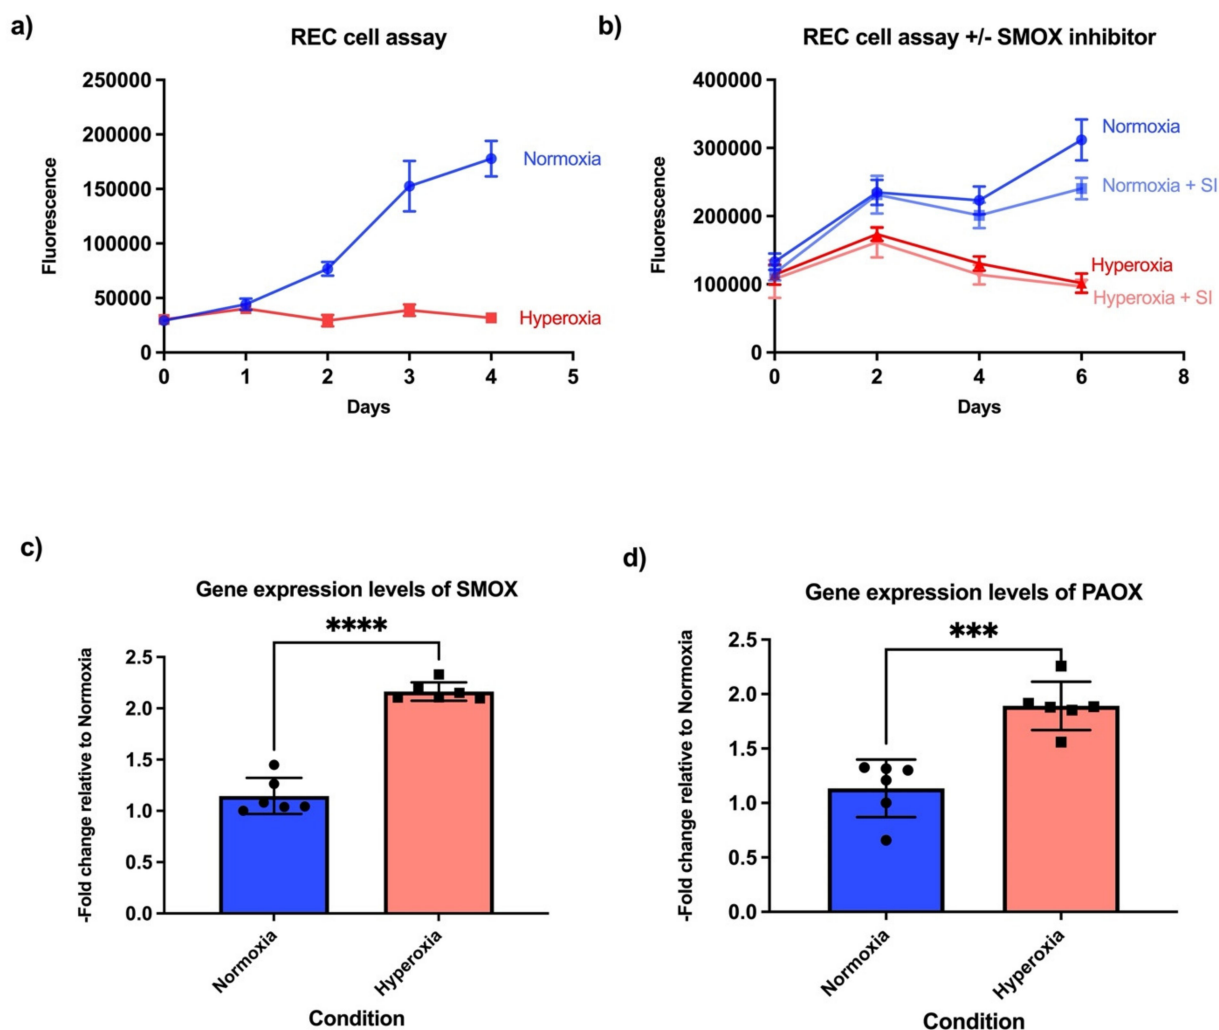 a)
REC cell assay
250000
200000
150000
100000
50000
0
Fluorescence
0 1 2 3 4 5
Days
Normoxia
Hyperoxia
b)
REC cell assay +/- SMOX inhibitor
400000
300000
200000
100000
0
Fluorescence
0 2 4 6 8
Days
Normoxia
Normoxia + SI
Hyperoxia
Hyperoxia + SI
c)
Gene expression levels of SMOX
****
2.5
2.0
1.5
1.0
0.5
0.0
-Fold change relative to Normoxia
Normoxia
Hyperoxia
Condition
d)
Gene expression levels of PAOX
***
2.5
2.0
1.5
1.0
0.5
0.0
-Fold change relative to Normoxia
Normoxia
Hyperoxia
Condition